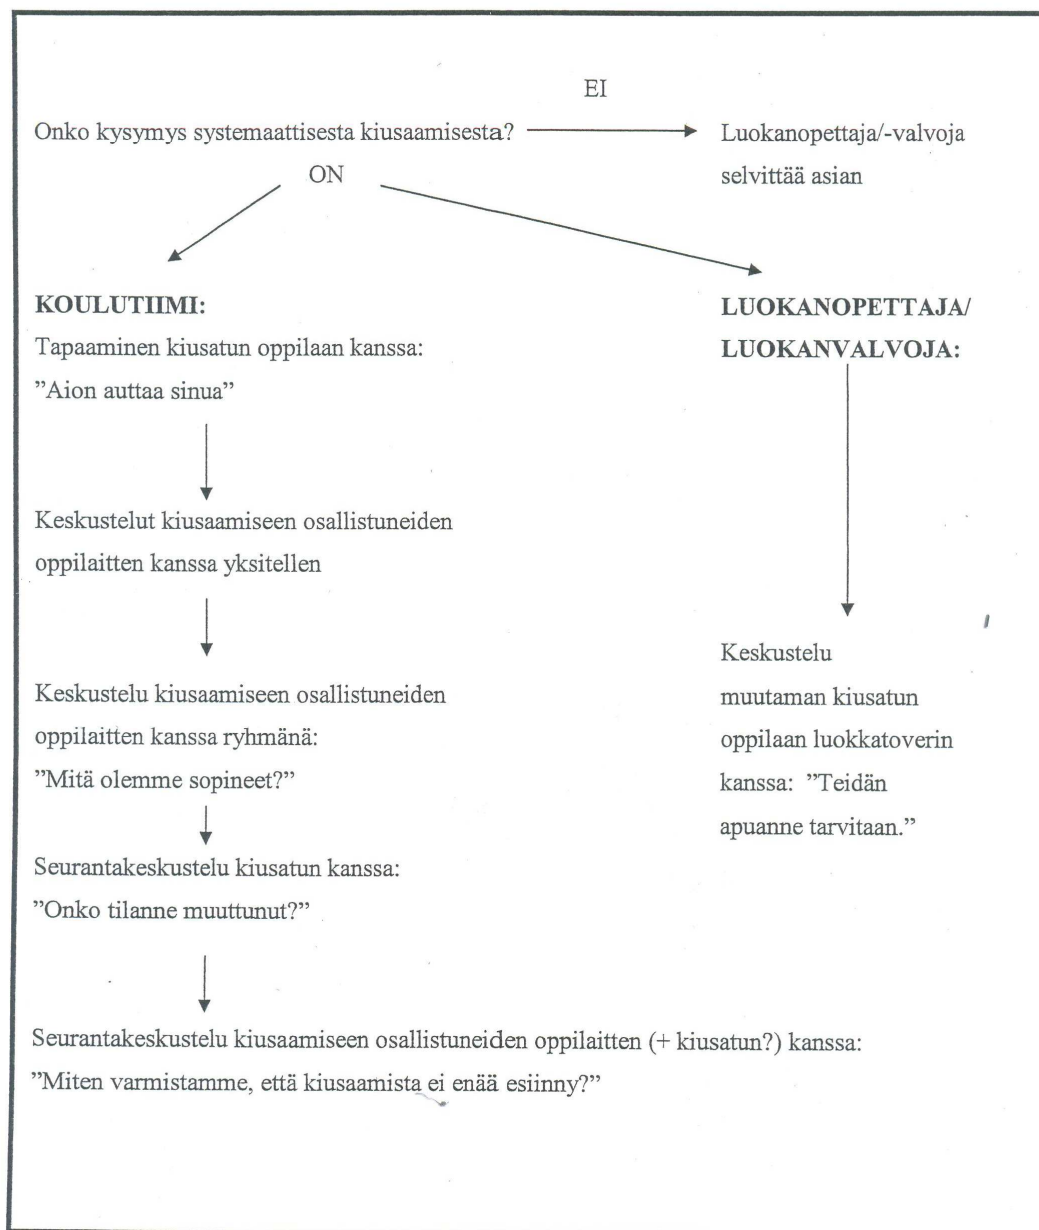 EI
Onko kysymys systemaattisesta kiusaamisesta?
Luokanopettaja/-valvoja
selvittää asian
ON
KOULUTIIMI:
Tapaaminen kiusatun oppilaan kanssa:
”Aion auttaa sinua”
Keskustelut kiusaamiseen osallistuneiden
oppilaitten kanssa yksitellen
Keskustelu kiusaamiseen osallistuneiden
oppilaitten kanssa ryhmänä:
”Mitä olemme sopineet?”
Seurantakeskustelu kiusatun kanssa:
”Onko tilanne muuttunut?”
Seurantakeskustelu kiusaamiseen osallistuneiden oppilaitten (+ kiusatun?) kanssa:
”Miten varmistamme, että kiusaamista ei enää esiinny?”
LUOKANOPETTAJA/
LUOKANVALVOJA:
Keskustelu
muutaman kiusatun
oppilaan luokkatoverin
kanssa: ”Teidän
apuanne tarvitaan.”